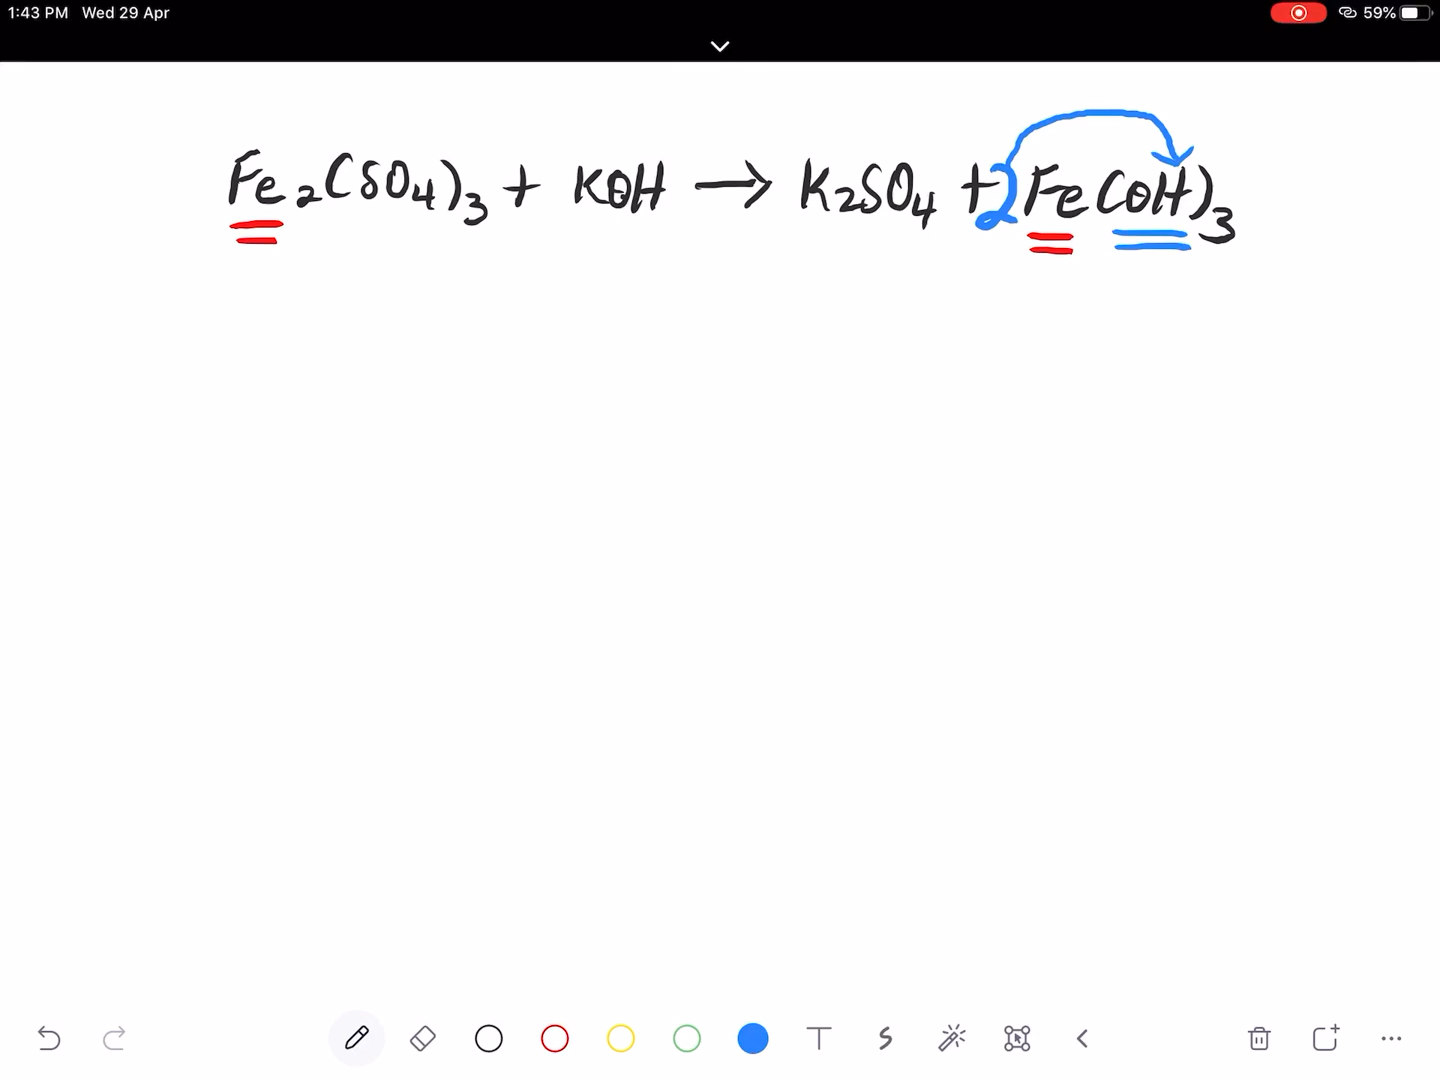 1:43 PM Wed 29 Apr 59%
Fe₂(SO₄)₃ + KOH → K₂SO₄ + 2Fe(OH)₃
T